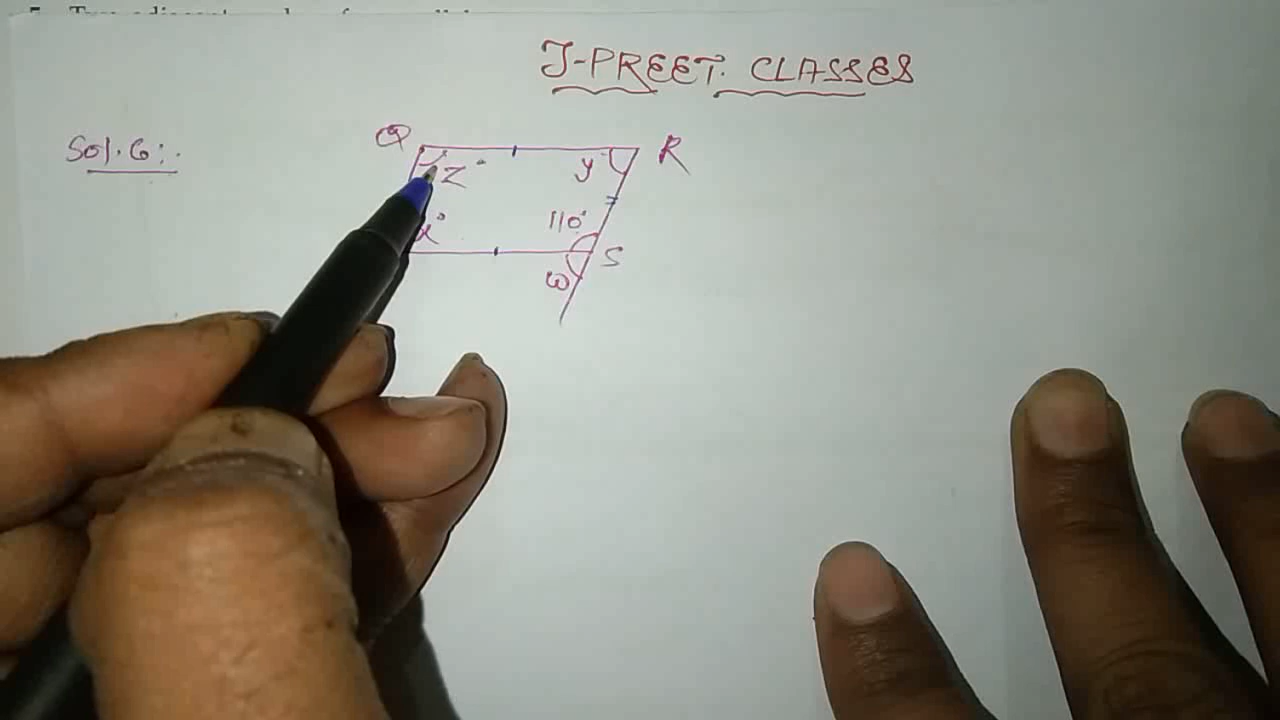 J-PREET. CLASSES
Sol. 6:.
Q
R
z°
y
x°
110°
S
ω